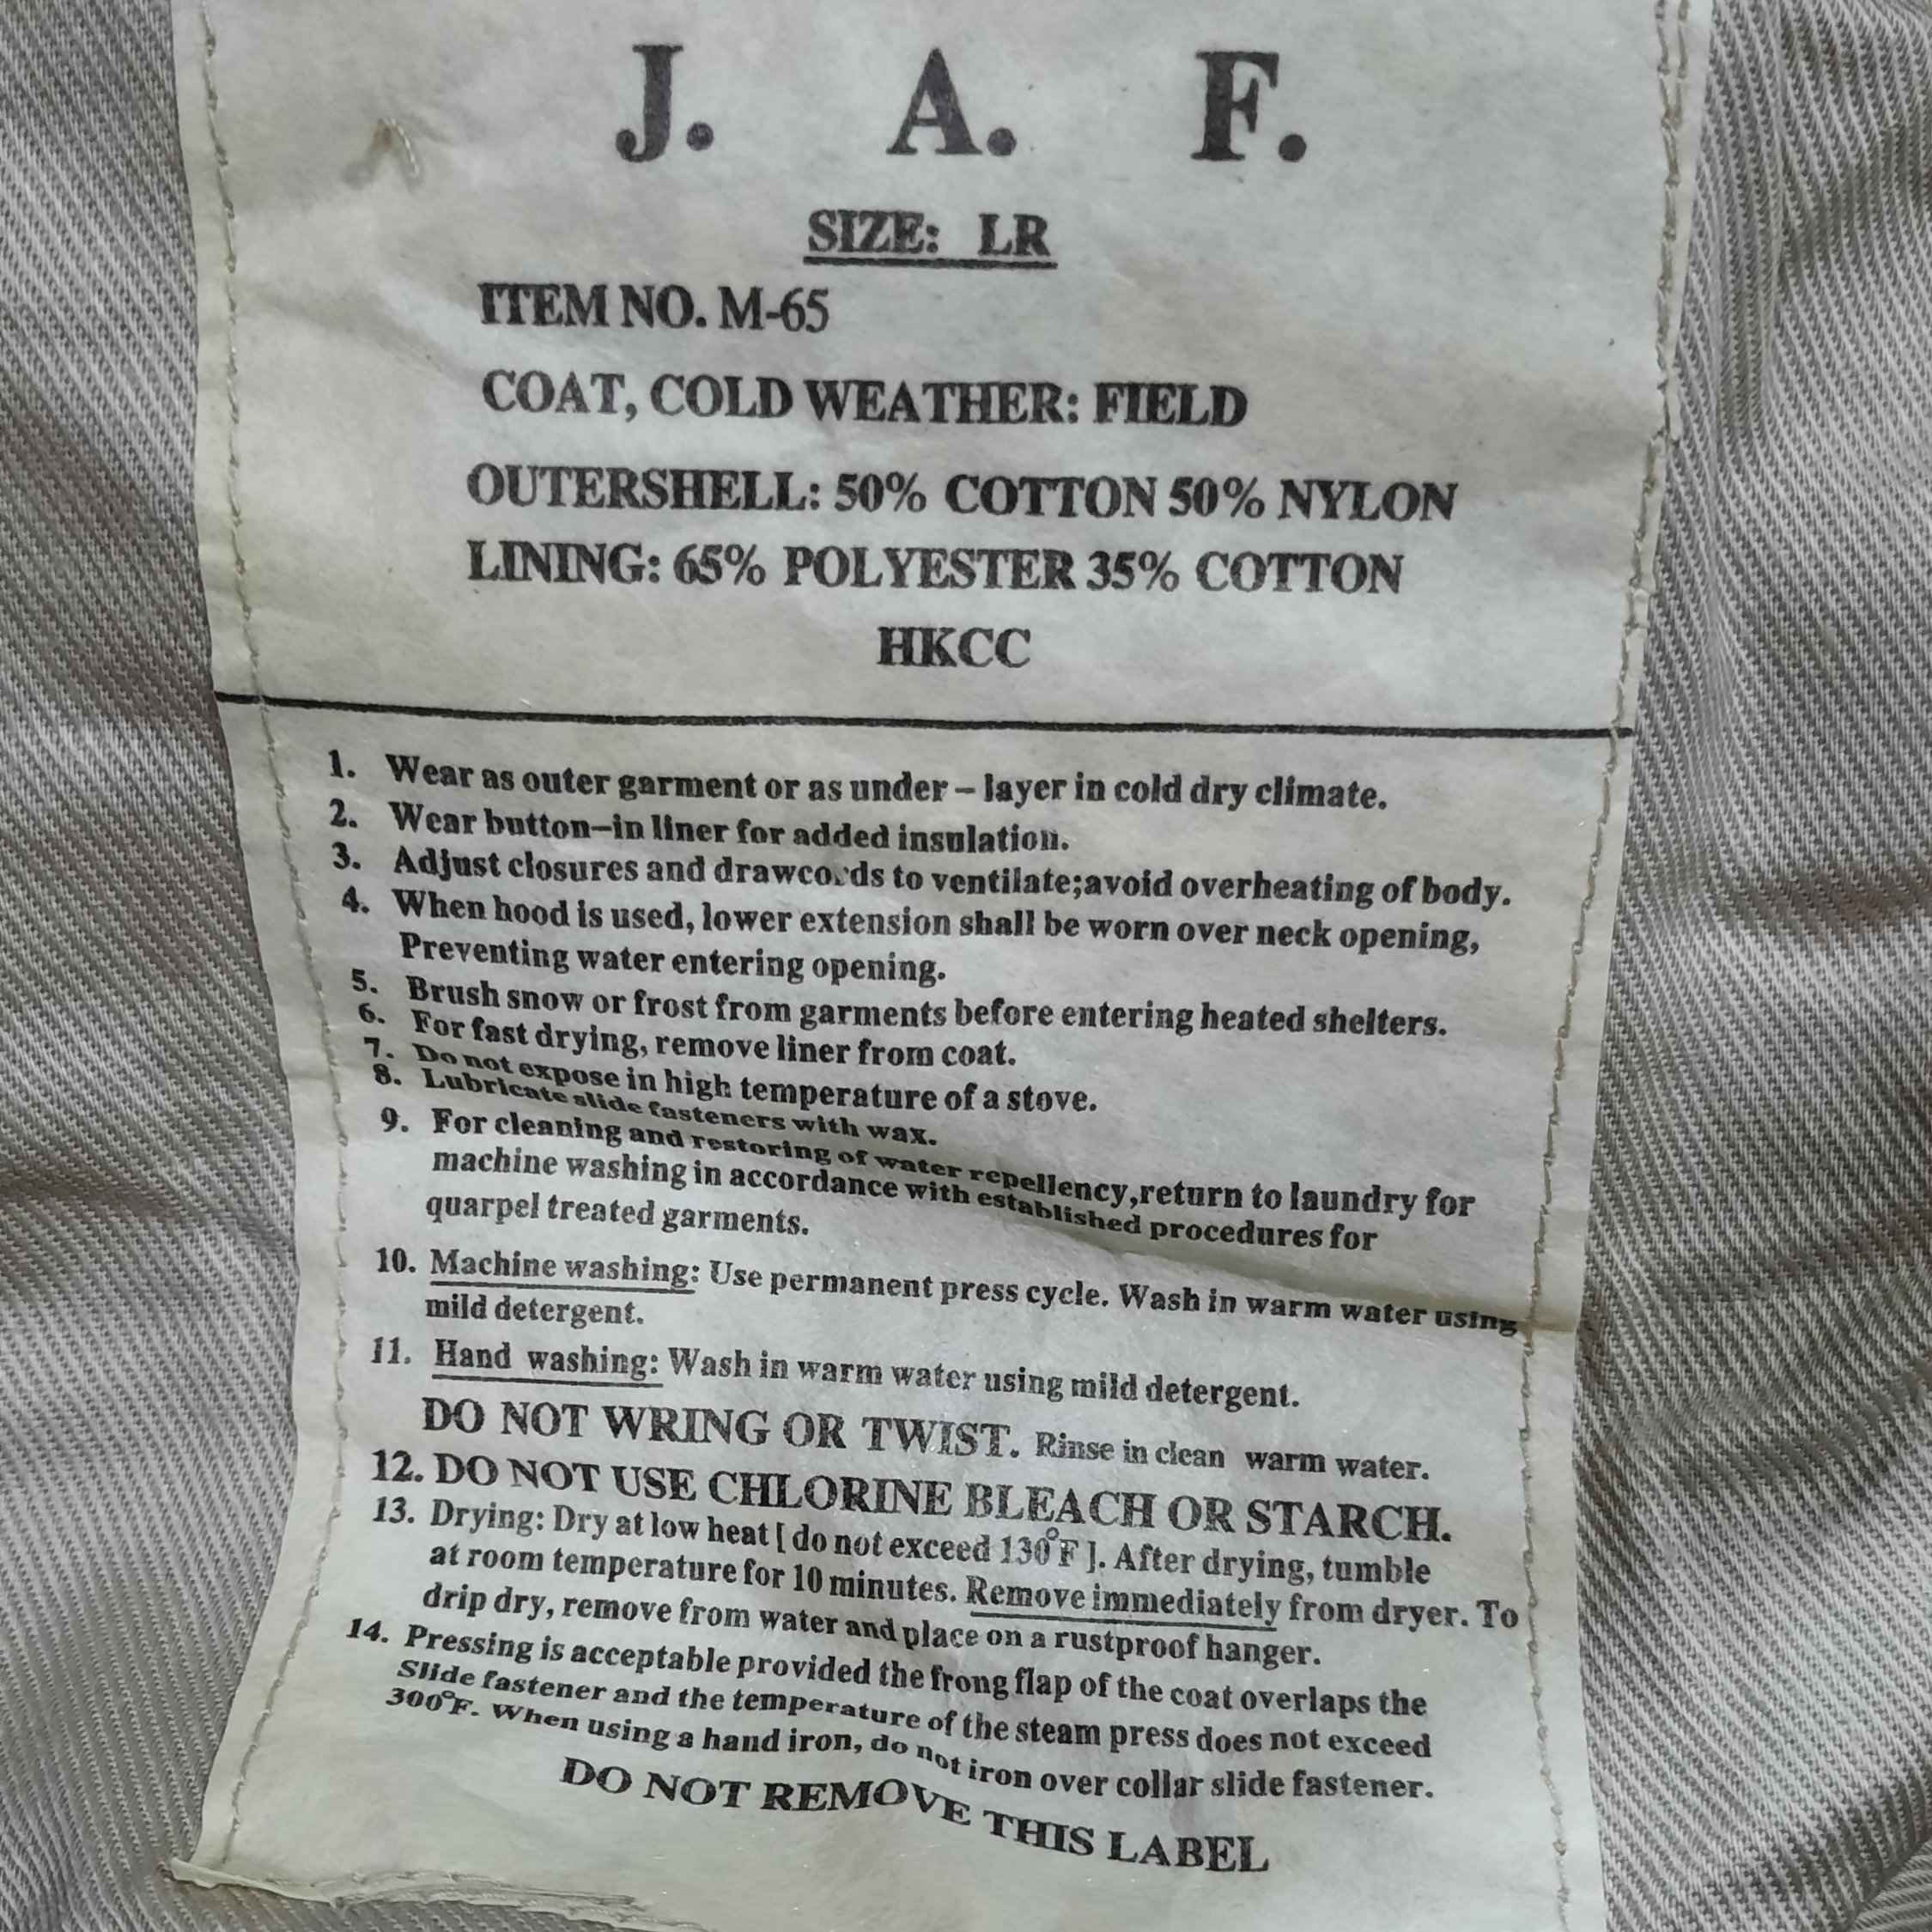 J. A. F.
SIZE: LR
ITEM NO. M-65
COAT, COLD WEATHER: FIELD
OUTERSHELL: 50% COTTON 50% NYLON
LINING: 65% POLYESTER 35% COTTON
HKCC
1. Wear as outer garment or as under – layer in cold dry climate.
2. Wear button–in liner for added insulation.
3. Adjust closures and drawcords to ventilate;avoid overheating of body.
4. When hood is used, lower extension shall be worn over neck opening,
Preventing water entering opening.
5. Brush snow or frost from garments before entering heated shelters.
6. For fast drying, remove liner from coat.
7. Do not expose in high temperature of a stove.
8. Lubricate slide fasteners with wax.
9. For cleaning and restoring of water repellency,return to laundry for
machine washing in accordance with established procedures for
quarpel treated garments.
10. Machine washing: Use permanent press cycle. Wash in warm water using
mild detergent.
11. Hand washing: Wash in warm water using mild detergent.
DO NOT WRING OR TWIST. Rinse in clean warm water.
12. DO NOT USE CHLORINE BLEACH OR STARCH.
13. Drying: Dry at low heat [ do not exceed 130°F ]. After drying, tumble
at room temperature for 10 minutes. Remove immediately from dryer. To
drip dry, remove from water and place on a rustproof hanger.
14. Pressing is acceptable provided the frong flap of the coat overlaps the
Slide fastener and the temperature of the steam press does not exceed
300°F. When using a hand iron, do not iron over collar slide fastener.
DO NOT REMOVE THIS LABEL